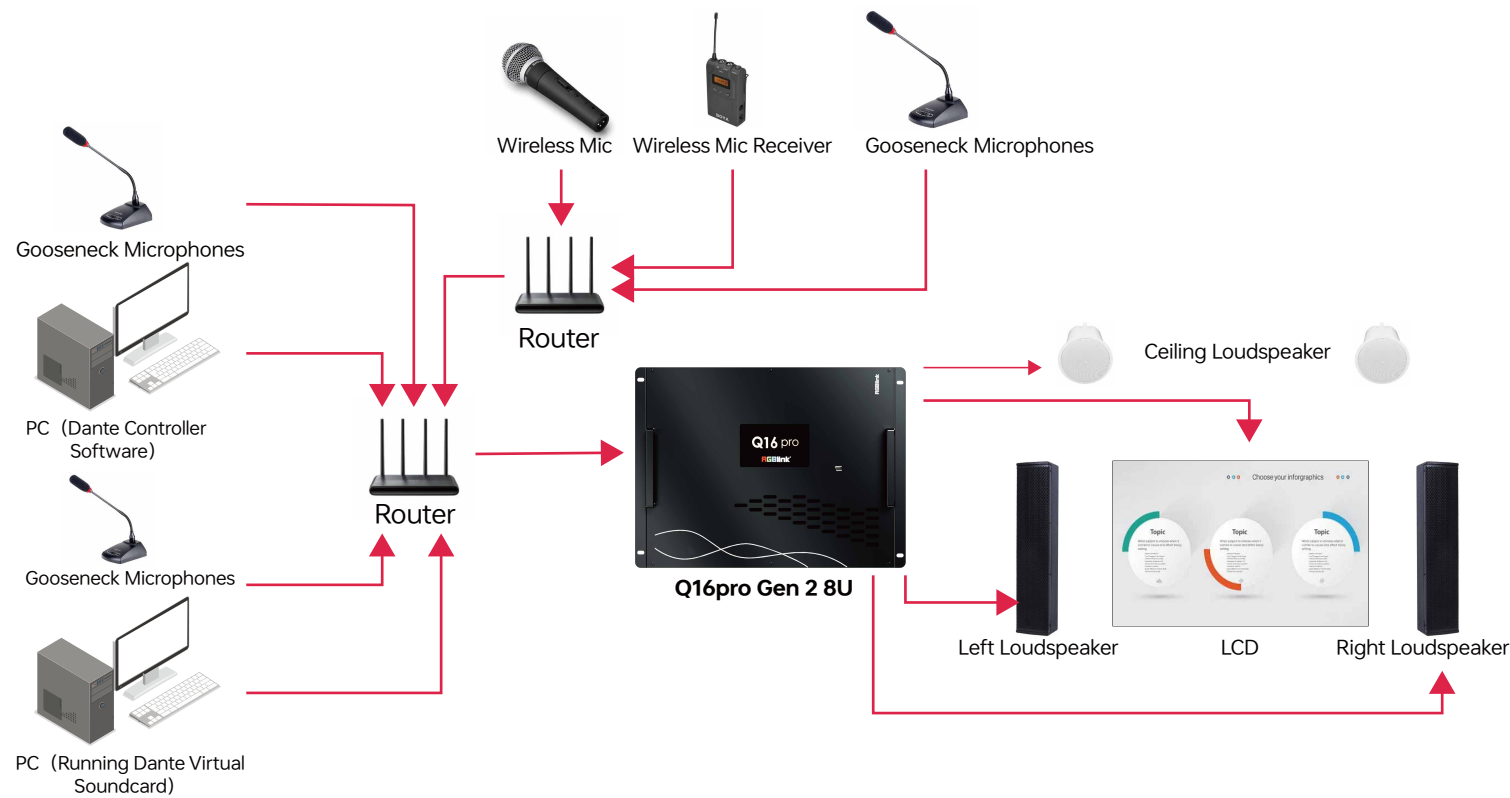 Wireless Mic
Wireless Mic Receiver
Gooseneck Microphones
Gooseneck Microphones
Router
Ceiling Loudspeaker
PC（Dante Controller
Software）
RGBlink
Q16 pro
RGBlink
Router
Choose your inforgraphics
Topic
Topic
Topic
Gooseneck Microphones
Q16pro Gen 2 8U
Left Loudspeaker
LCD
Right Loudspeaker
PC（Running Dante Virtual
Soundcard）